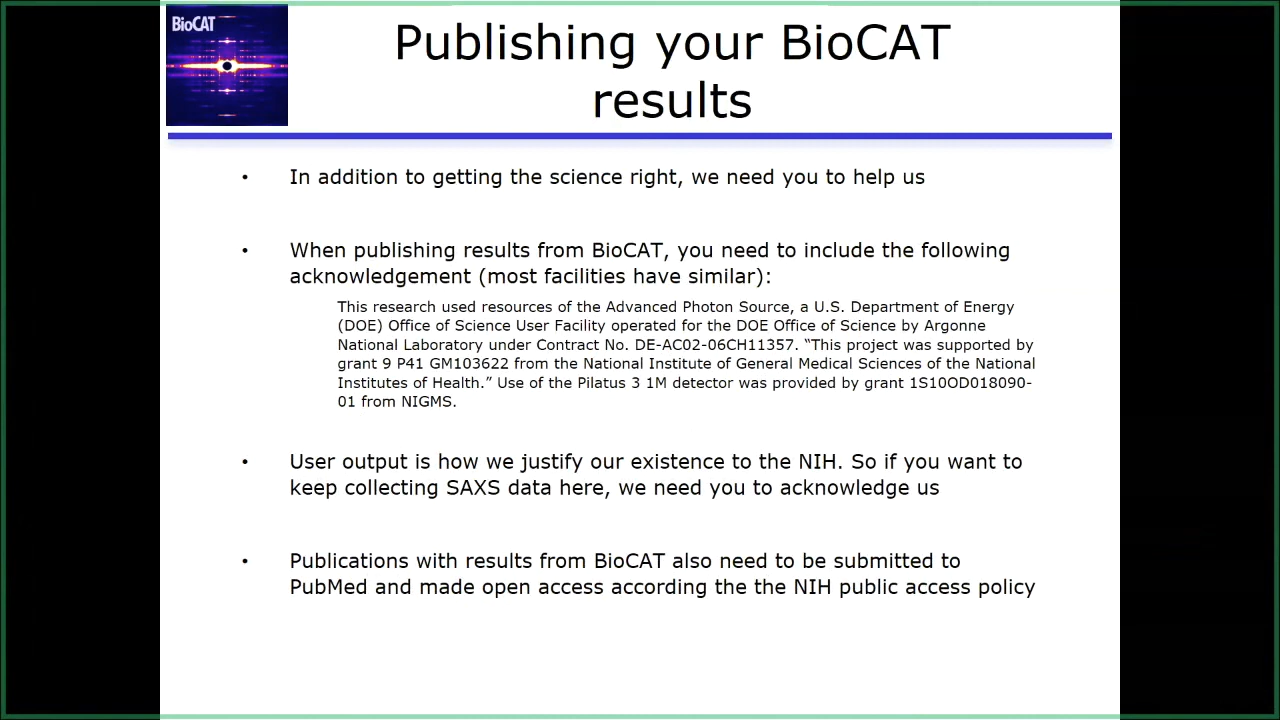 BioCAT
Publishing your BioCAT
results
• In addition to getting the science right, we need you to help us
• When publishing results from BioCAT, you need to include the following
acknowledgement (most facilities have similar):
This research used resources of the Advanced Photon Source, a U.S. Department of Energy
(DOE) Office of Science User Facility operated for the DOE Office of Science by Argonne
National Laboratory under Contract No. DE-AC02-06CH11357. “This project was supported by
grant 9 P41 GM103622 from the National Institute of General Medical Sciences of the National
Institutes of Health.” Use of the Pilatus 3 1M detector was provided by grant 1S10OD018090-
01 from NIGMS.
• User output is how we justify our existence to the NIH. So if you want to
keep collecting SAXS data here, we need you to acknowledge us
• Publications with results from BioCAT also need to be submitted to
PubMed and made open access according the the NIH public access policy